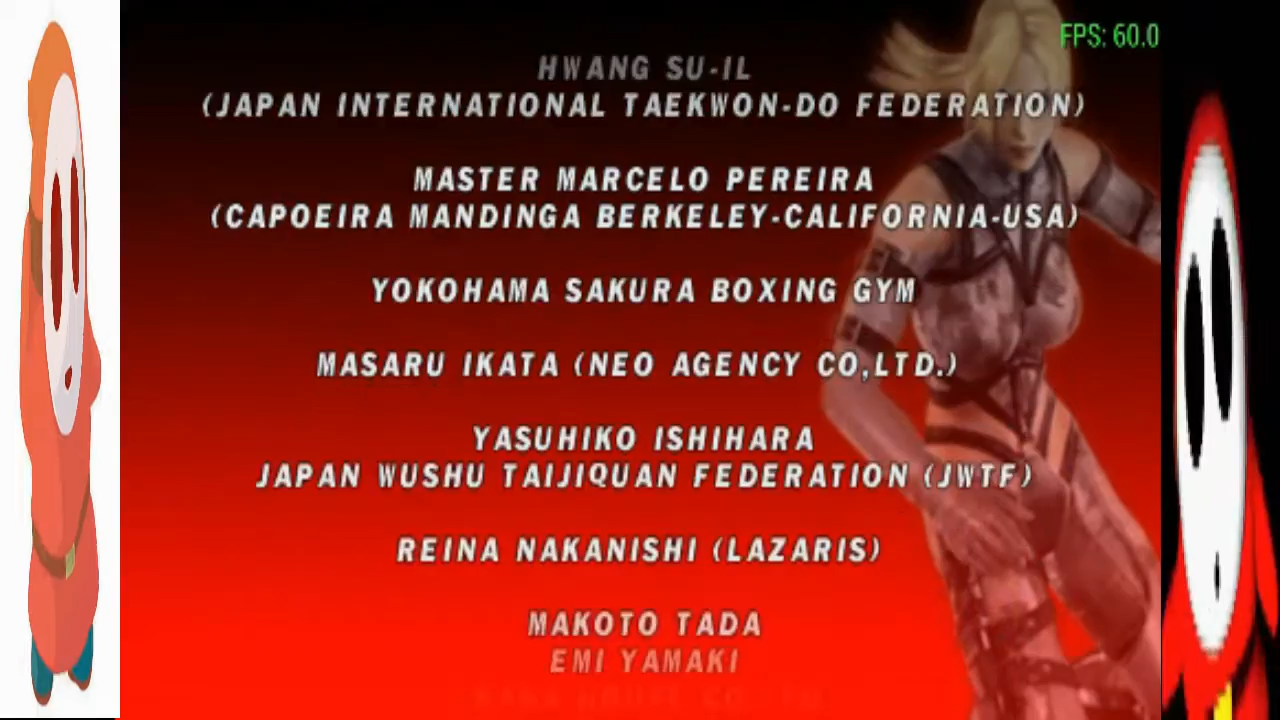 FPS: 60.0
HWANG SU-IL
(JAPAN INTERNATIONAL TAEKWON-DO FEDERATION)
MASTER MARCELO PEREIRA
(CAPOEIRA MANDINGA BERKELEY-CALIFORNIA-USA)
YOKOHAMA SAKURA BOXING GYM
MASARU IKATA (NEO AGENCY CO,LTD.)
YASUHIKO ISHIHARA
JAPAN WUSHU TAIJIQUAN FEDERATION (JWTF)
REINA NAKANISHI (LAZARIS)
MAKOTO TADA
EMI YAMAKI